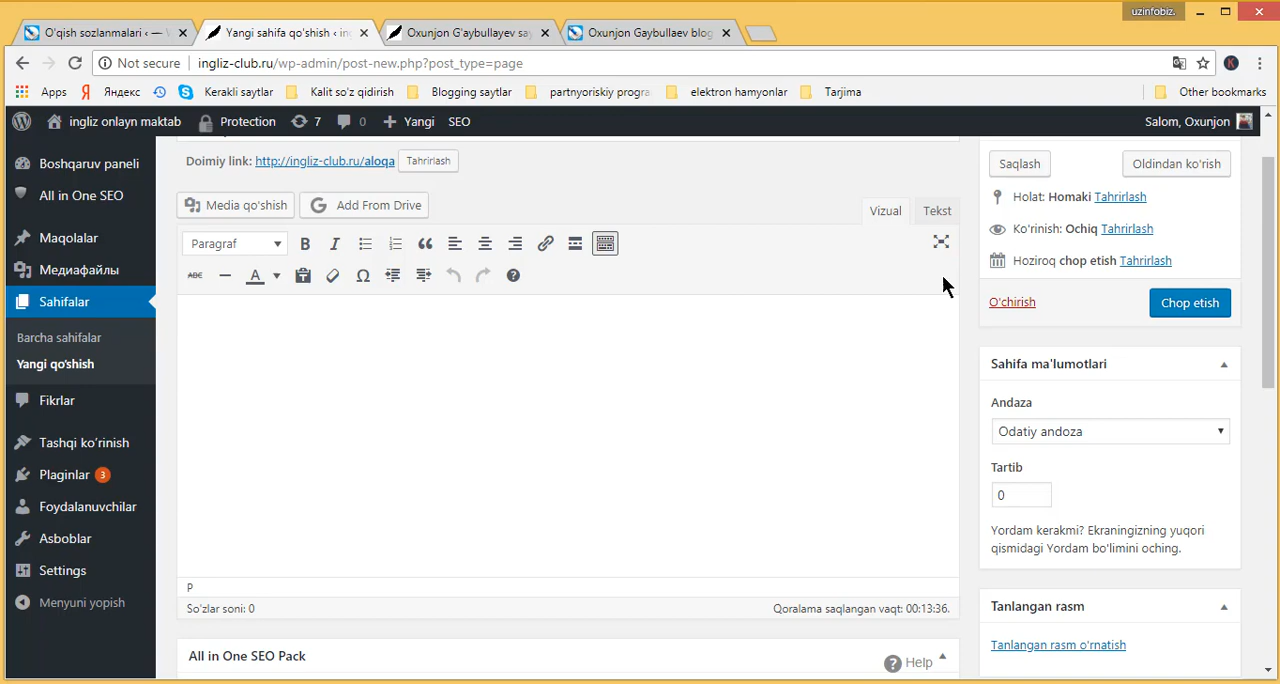 uzinfobiz.
O'qish sozlanmalari ‹ —
Yangi sahifa qo'shish ‹ in
Oxunjon G'aybullayev say
Oxunjon Gaybullaev blog
Not secure
ingliz-club.ru/wp-admin/post-new.php?post_type=page
K
Apps
Я Яндекс
Kerakli saytlar
Kalit so'z qidirish
Blogging saytlar
partnyoriskiy progra
elektron hamyonlar
Tarjima
Other bookmarks
ingliz onlayn maktab
Protection
7
0
Yangi
SEO
Salom, Oxunjon
Boshqaruv paneli
All in One SEO
Maqolalar
Медиафайлы
Sahifalar
Barcha sahifalar
Yangi qo'shish
Fikrlar
Tashqi ko'rinish
Plaginlar 3
Foydalanuvchilar
Asboblar
Settings
Menyuni yopish
Doimiy link: http://ingliz-club.ru/aloqa Tahrirlash
Media qo'shish
G Add From Drive
Vizual
Tekst
Paragraf
B I
ABC A Ω
P
So'zlar soni: 0
Qoralama saqlangan vaqt: 00:13:36.
All in One SEO Pack
Help
Saqlash
Oldindan ko'rish
Holat: Homaki Tahrirlash
Ko'rinish: Ochiq Tahrirlash
Hoziroq chop etish Tahrirlash
O'chirish
Chop etish
Sahifa ma'lumotlari
Andaza
Odatiy andoza
Tartib
0
Yordam kerakmi? Ekraningizning yuqori
qismidagi Yordam bo'limini oching.
Tanlangan rasm
Tanlangan rasm o'rnatish